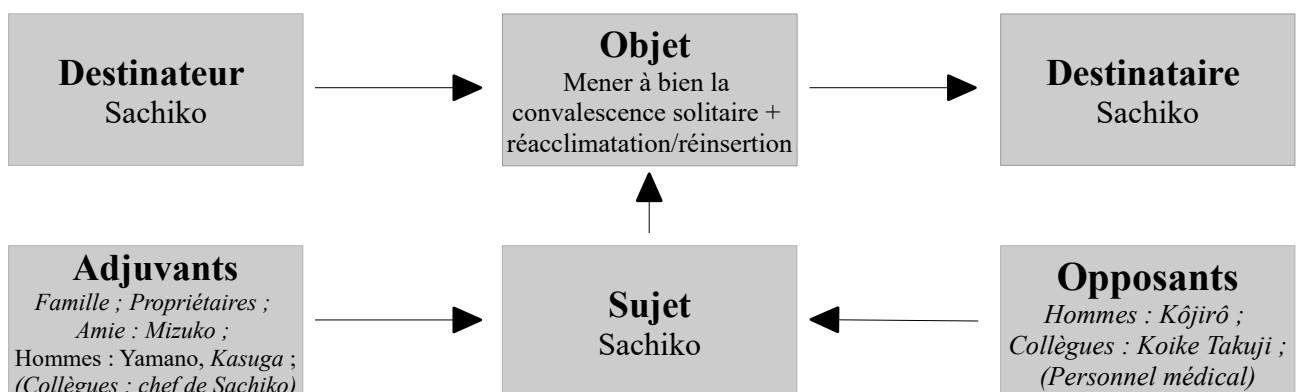 Destinateur
Sachiko
Objet
Mener à bien la
convalescence solitaire +
réacclimatation/réinsertion
Destinataire
Sachiko
Adjuvants
Famille ; Propriétaires ;
Amie : Mizuko ;
Hommes : Yamano, Kasuga ;
(Collègues : chef de Sachiko)
Sujet
Sachiko
Opposants
Hommes : Kôjirô ;
Collègues : Koike Takuji ;
(Personnel médical)